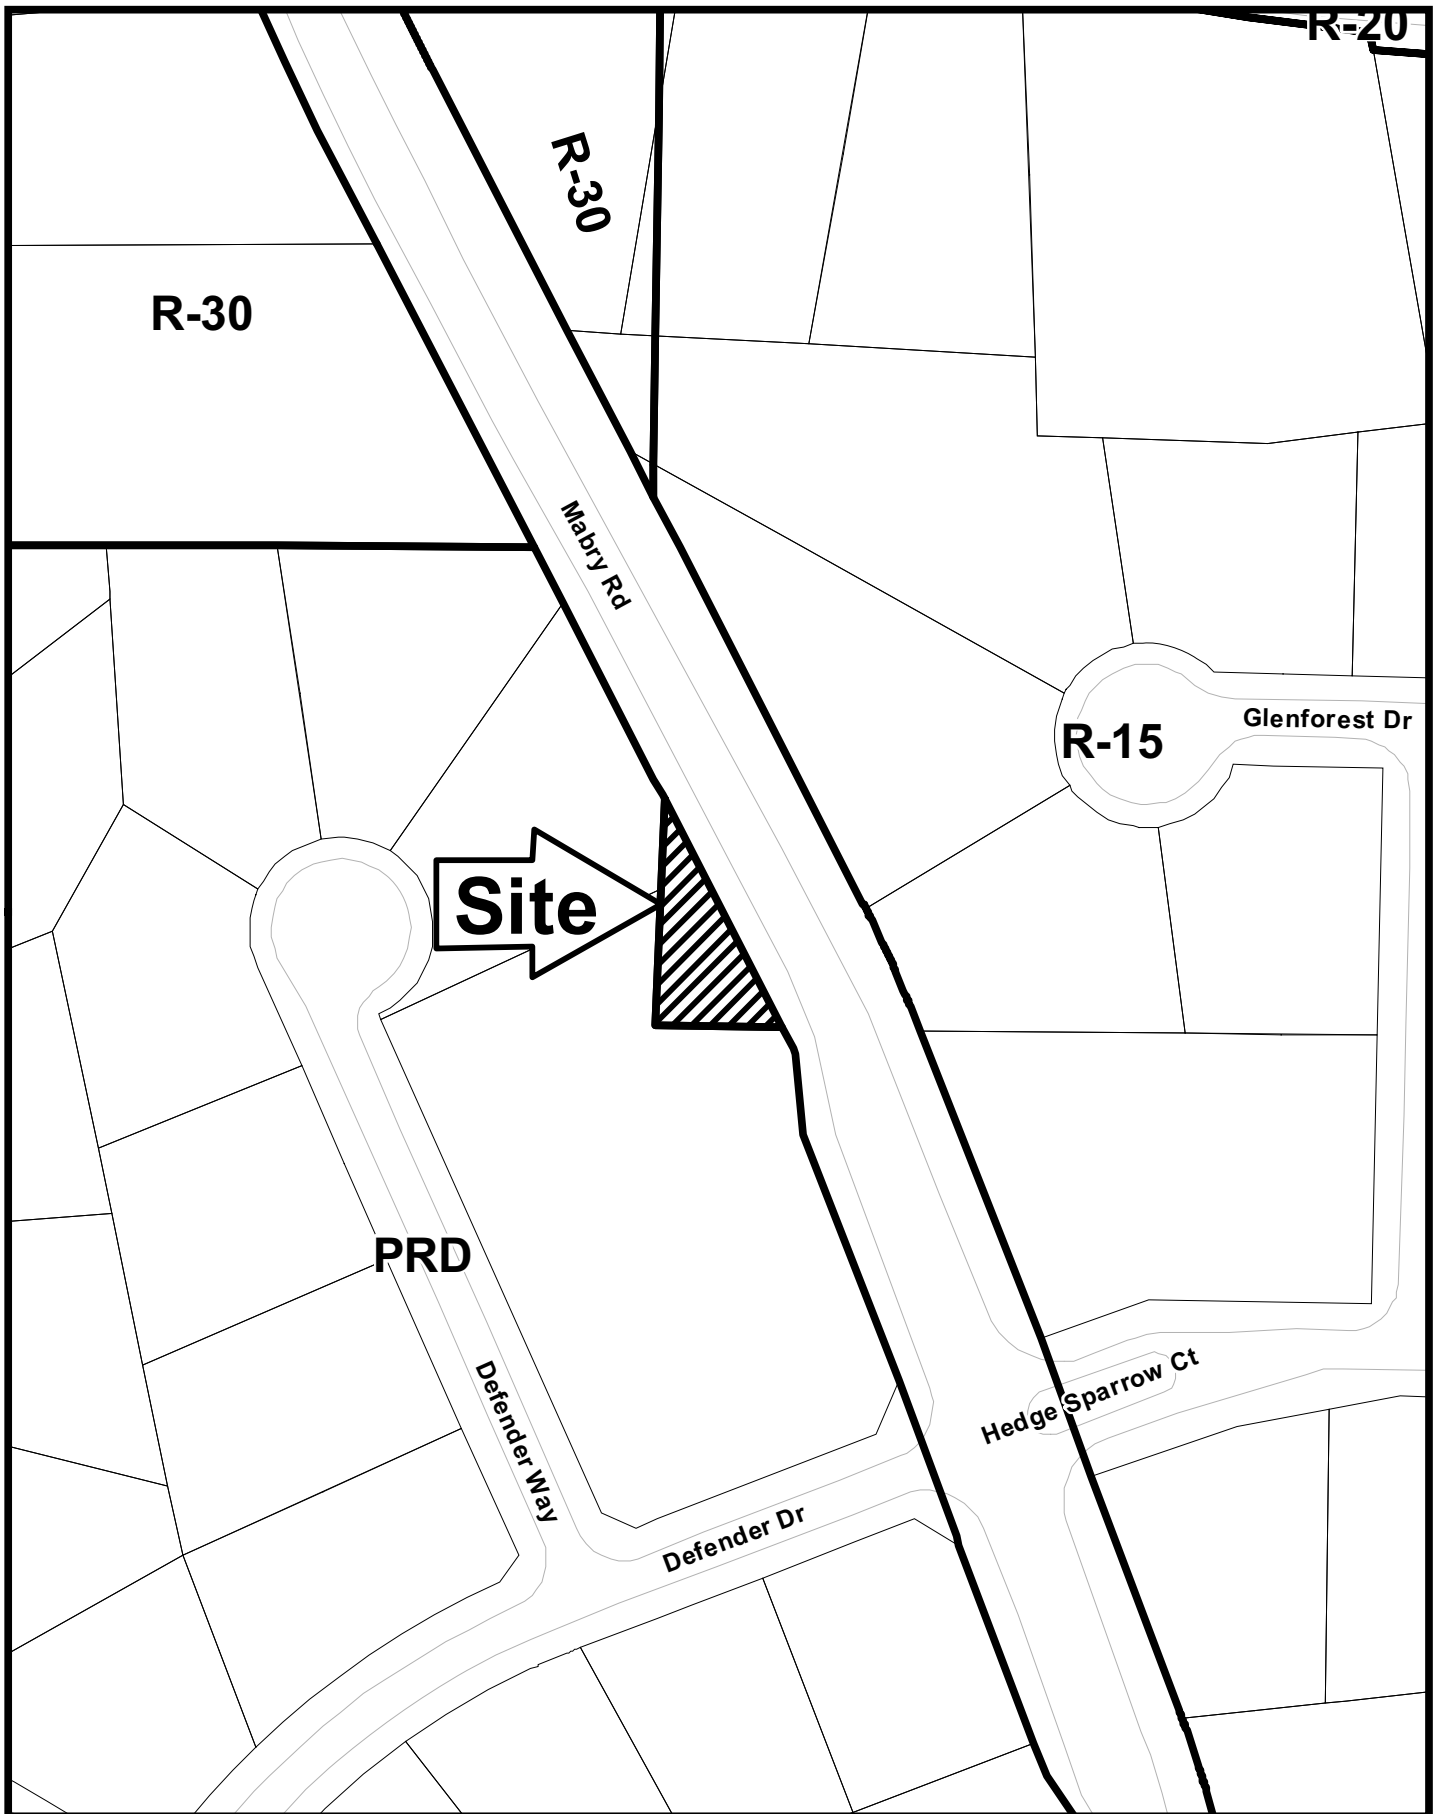 R-20
R-30
R-30
Mabry Rd
Glenforest Dr
R-15
Site
PRD
Hedge Sparrow Ct
Defender Way
Defender Dr